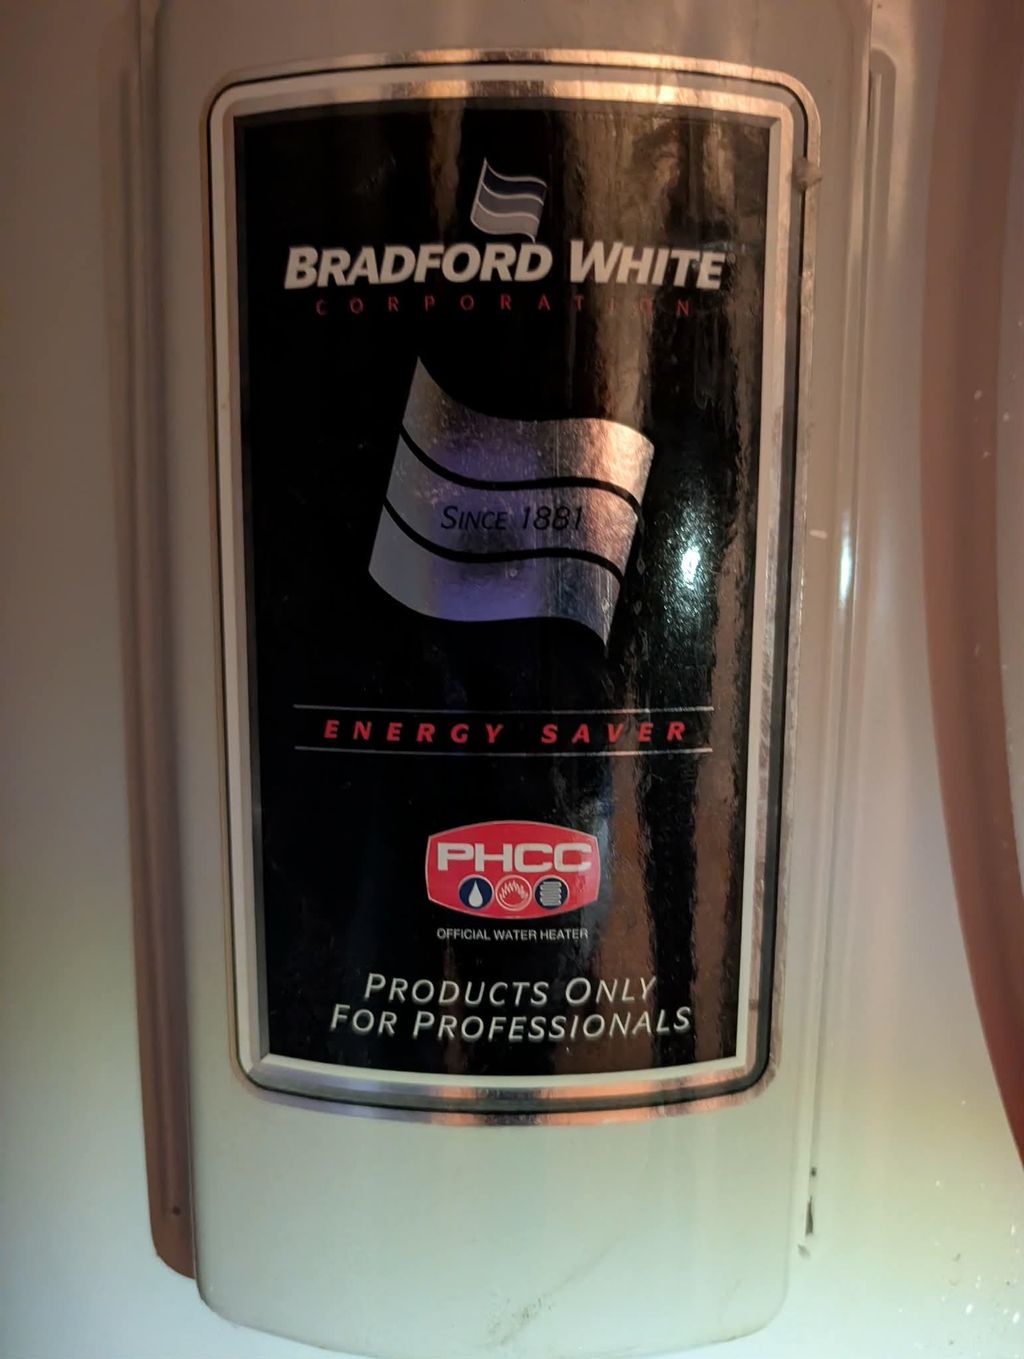 BRADFORD WHITE
CORPORATION
SINCE 1881
ENERGY SAVER
PHCC
OFFICIAL WATER HEATER
PRODUCTS ONLY
FOR PROFESSIONALS